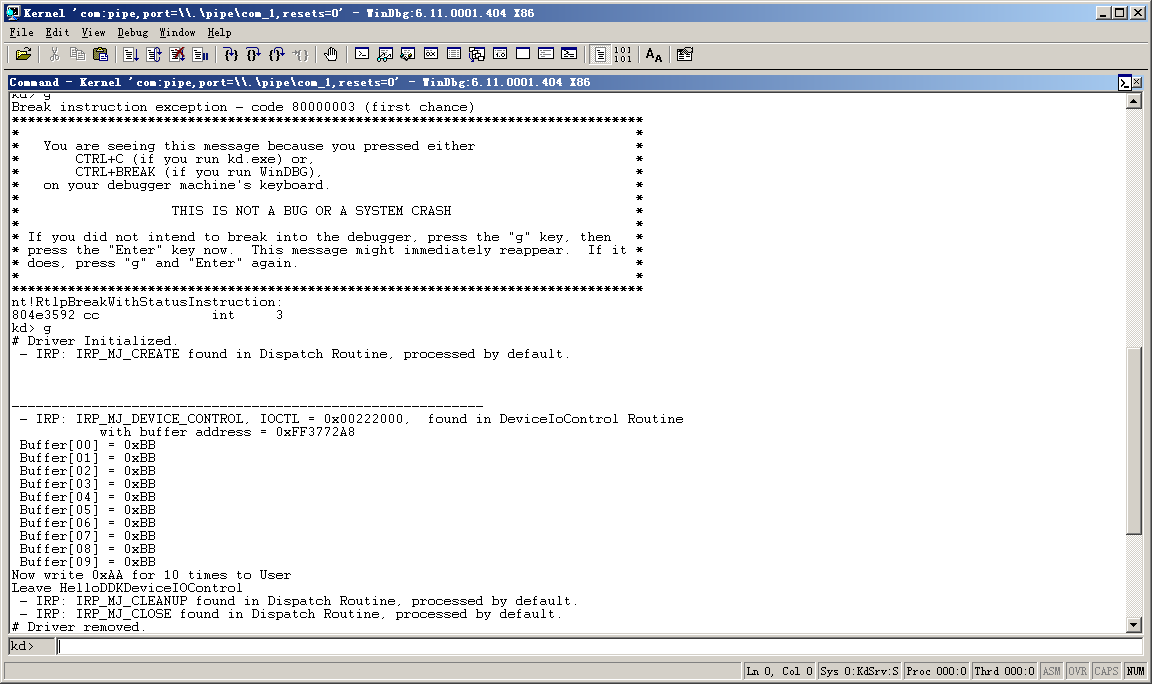 Kernel 'com:pipe,port=\\.\pipe\com_1,resets=0' - WinDbg:6.11.0001.404 X86
File Edit View Debug Window Help
101
101
AA
Command - Kernel 'com:pipe,port=\\.\pipe\com_1,resets=0' - WinDbg:6.11.0001.404 X86
kd> g
Break instruction exception - code 80000003 (first chance)
*******************************************************************************
*                                                                             *
*   You are seeing this message because you pressed either                    *
*       CTRL+C (if you run kd.exe) or,                                        *
*       CTRL+BREAK (if you run WinDBG),                                       *
*   on your debugger machine's keyboard.                                      *
*                                                                             *
*                   THIS IS NOT A BUG OR A SYSTEM CRASH                       *
*                                                                             *
* If you did not intend to break into the debugger, press the "g" key, then   *
* press the "Enter" key now.  This message might immediately reappear.  If it *
* does, press "g" and "Enter" again.                                          *
*                                                                             *
*******************************************************************************
nt!RtlpBreakWithStatusInstruction:
804e3592 cc              int     3
kd> g
# Driver Initialized.
 - IRP: IRP_MJ_CREATE found in Dispatch Routine, processed by default.
___________________________________________________________
 - IRP: IRP_MJ_DEVICE_CONTROL, IOCTL = 0x00222000,  found in DeviceIoControl Routine
           with buffer address = 0xFF3772A8
 Buffer[00] = 0xBB
 Buffer[01] = 0xBB
 Buffer[02] = 0xBB
 Buffer[03] = 0xBB
 Buffer[04] = 0xBB
 Buffer[05] = 0xBB
 Buffer[06] = 0xBB
 Buffer[07] = 0xBB
 Buffer[08] = 0xBB
 Buffer[09] = 0xBB
Now write 0xAA for 10 times to User
Leave HelloDDKDeviceIOControl
 - IRP: IRP_MJ_CLEANUP found in Dispatch Routine, processed by default.
 - IRP: IRP_MJ_CLOSE found in Dispatch Routine, processed by default.
# Driver removed.
kd>
Ln 0, Col 0 Sys 0:KdSrv:S Proc 000:0 Thrd 000:0 ASM OVR CAPS NUM